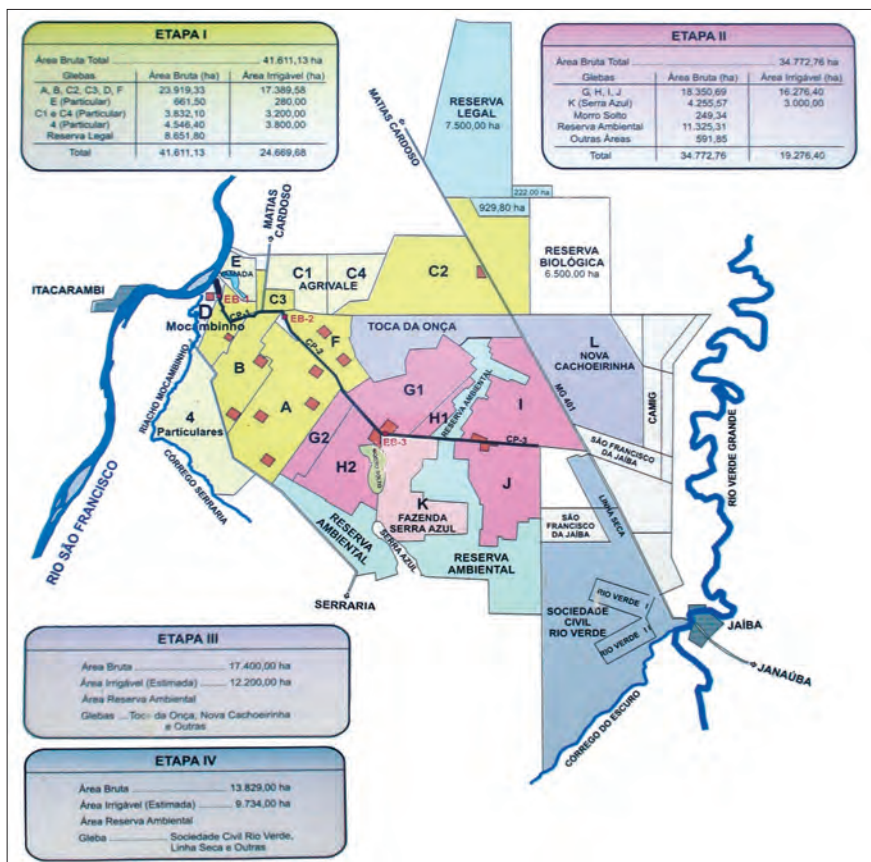 ETAPA I
Área Bruta Total 41.611,13 ha
Glebas Área Bruta (ha) Área Irrigável (ha)
A, B, C2, C3, D, F 23.919,33 17.389,58
E (Particular) 661,50 280,00
C1 e C4 (Particular) 3.832,10 3.200,00
4 (Particular) 4.546,40 3.800,00
Reserva Legal 8.651,80
Total 41.611,13 24.669,68
ETAPA II
Área Bruta Total 34.772,76 ha
Glebas Área Bruta (ha) Área Irrigável (ha)
G, H, I, J 18.350,69 16.276,40
K (Serra Azul) 4.255,57 3.000,00
Morro Solto 249,34
Reserva Ambiental 11.325,31
Outras Áreas 591,85
Total 34.772,76 19.276,40
RESERVA
LEGAL
7.500,00 ha
MATIAS CARDOSO
222.00 ha
929,80 ha
MATIAS
CARDOSO
RESERVA
BIOLÓGICA
6.500,00 ha
E
YAMADA
C1
C4
AGRIVALE
C2
C3
ITACARAMBI
EB-1
D
Mocambinho
CP-1
EB-2
CP-2
F
TOCA DA ONÇA
L
NOVA
CACHOEIRINHA
MG 401
CAMIG
RIO VERDE GRANDE
RIACHO MOCAMBINHO
B
A
G1
H1
RESERVA AMBIENTAL
I
4
Particulares
G2
EB-3
CP-3
SÃO FRANCISCO
DA JAÍBA
H2
J
LINHA SECA
CÓRREGO SERRARIA
K
FAZENDA
SERRA AZUL
SÃO
FRANCISCO
DA JAÍBA
RIO SÃO FRANCISCO
RESERVA
AMBIENTAL
SERRA AZUL
RESERVA
AMBIENTAL
SERRARIA
SOCIEDADE
CIVIL
RIO VERDE
RIO VERDE I
RIO VERDE
JAÍBA
JANAÚBA
CÓRREGO DO ESCURO
ETAPA III
Área Bruta 17.400,00 ha
Área Irrigável (Estimada) 12.200,00 ha
Área Reserva Ambiental
Glebas Toca da Onça, Nova Cachoeirinha
e Outras
ETAPA IV
Área Bruta 13.829,00 ha
Área Irrigável (Estimada) 9.734,00 ha
Área Reserva Ambiental
Gleba Sociedade Civil Rio Verde,
Linha Seca e Outras